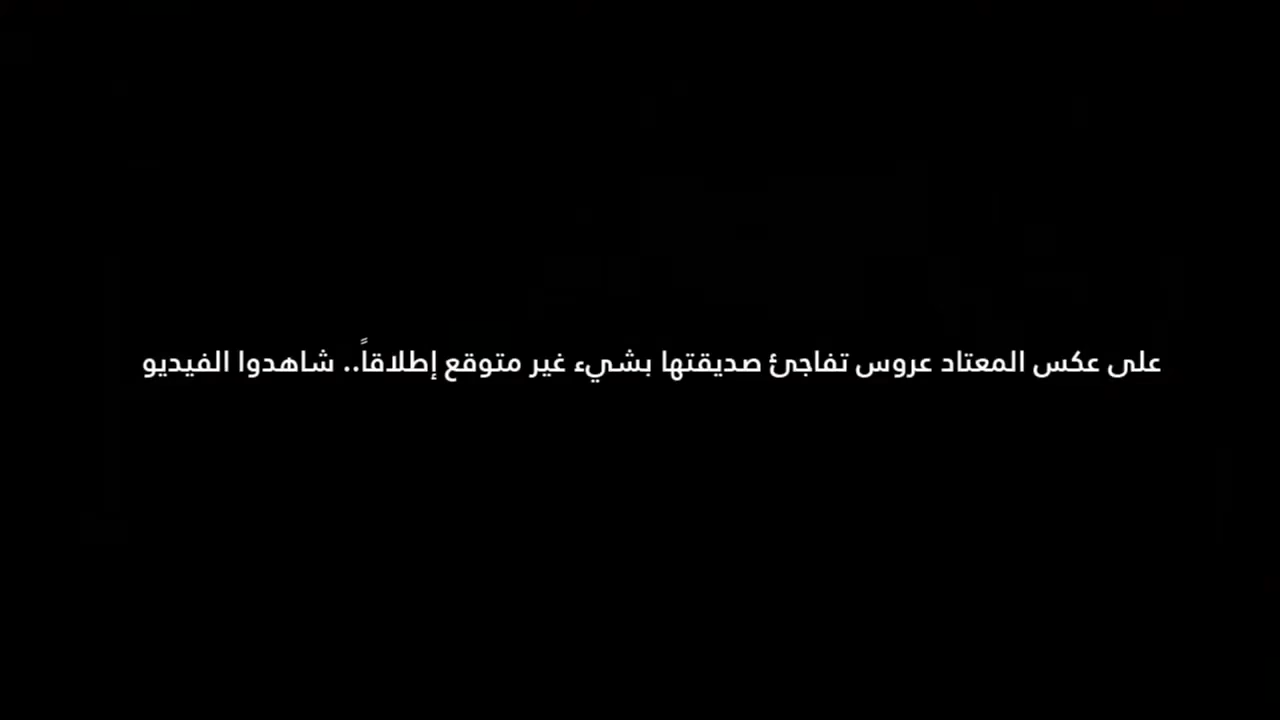 على عكس المعتاد عروس تفاجئ صديقتها بشيء غير متوقع إطلاقاً.. شاهدوا الفيديو